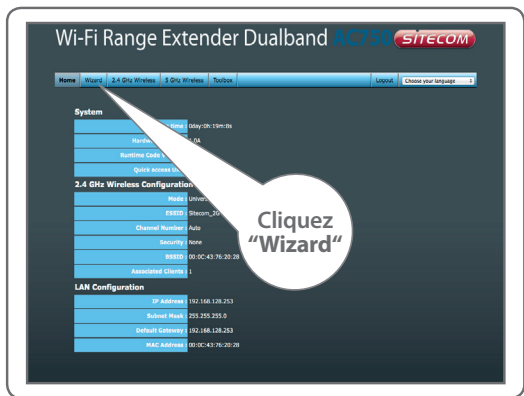 Wi-Fi Range Extender Dualband AC750 SITECOM
Home Wizard 2.4 GHz Wireless 5 GHz Wireless Toolbox Logout Choose your language
System
time : 0day:0h:19m:8s
Hardw 1.0A
Runtime Code
Quick access
2.4 GHz Wireless Configuration
Mode : Univer
ESSID : Sitecom_2G
Channel Number : Auto
Security : None
BSSID : 00:0C:43:76:20:28
Associated Clients : 1
Cliquez
“Wizard“
LAN Configuration
IP Address : 192.168.128.253
Subnet Mask : 255.255.255.0
Default Gateway : 192.168.128.253
MAC Address : 00:0C:43:76:20:28